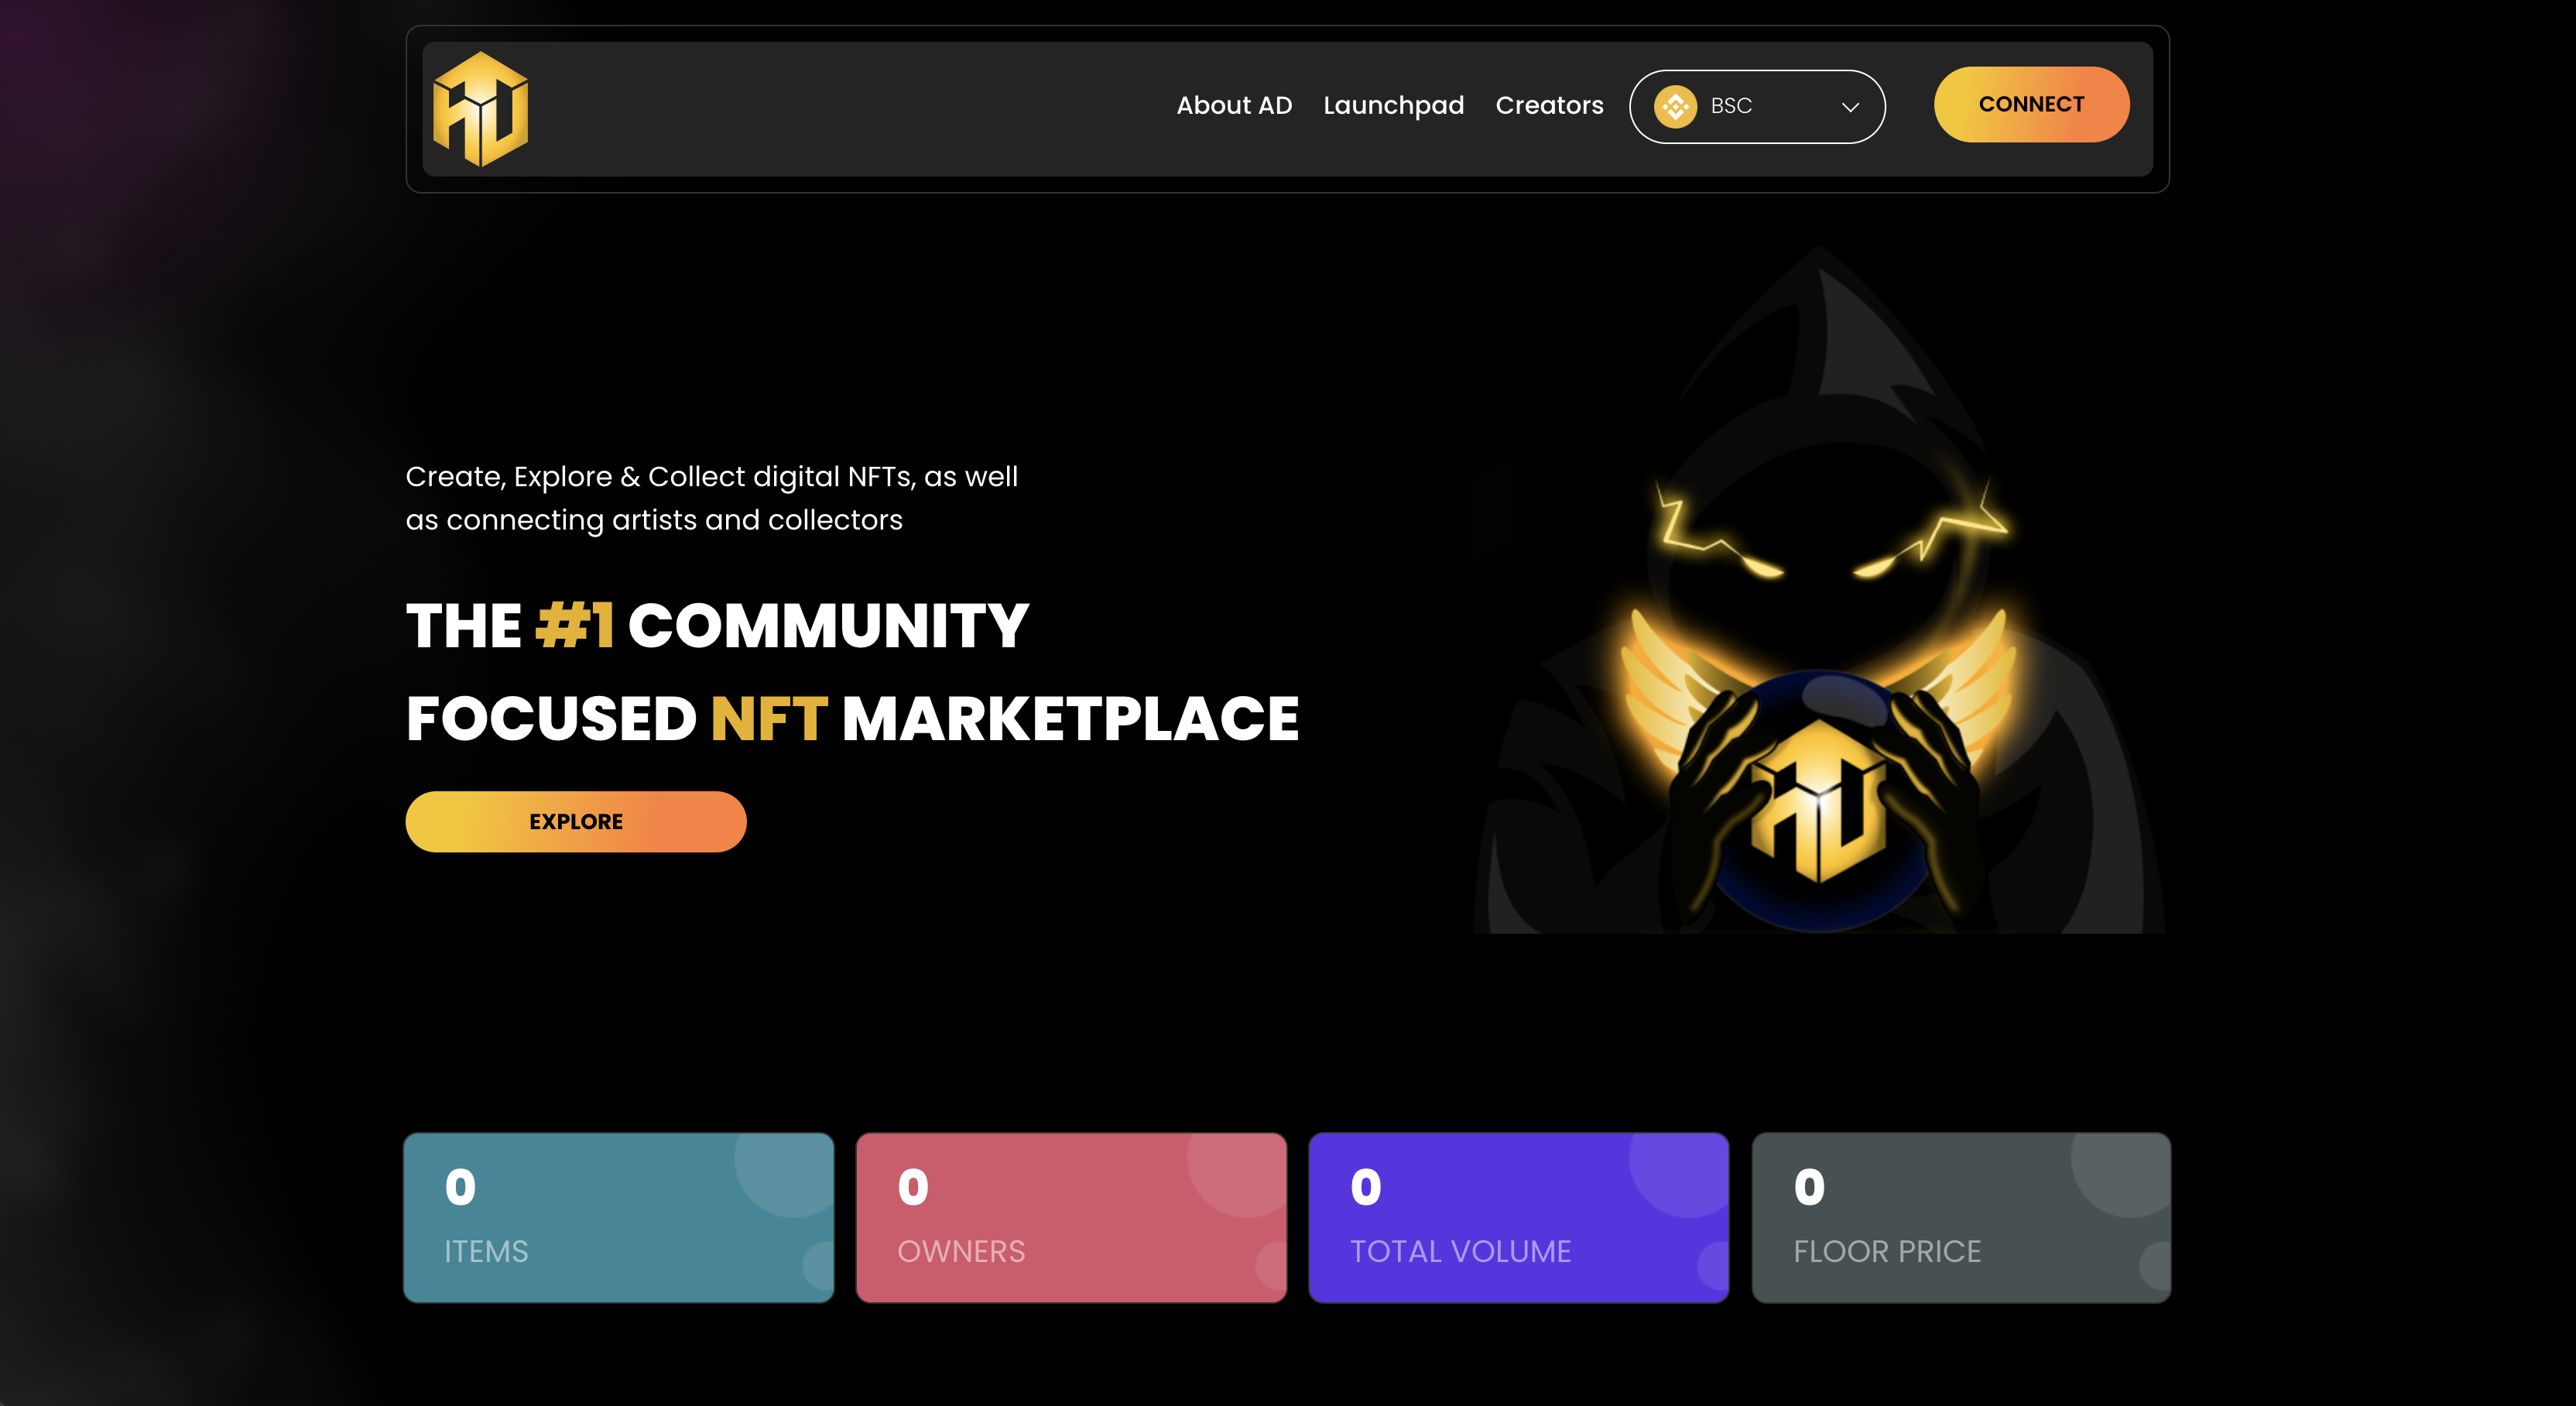 About AD
Launchpad
Creators
BSC
CONNECT
Create, Explore & Collect digital NFTs, as well
as connecting artists and collectors
THE #1 COMMUNITY
FOCUSED NFT MARKETPLACE
EXPLORE
0
ITEMS
0
OWNERS
0
TOTAL VOLUME
0
FLOOR PRICE